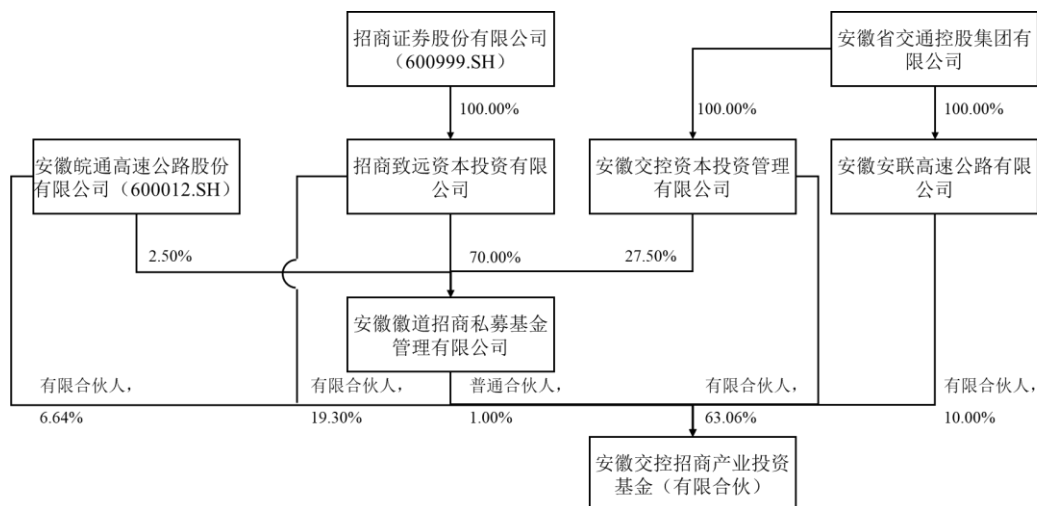 招商证券股份有限公司
（600999.SH）
安徽省交通控股集团有
限公司
100.00%
100.00%
100.00%
安徽皖通高速公路股份
有限公司（600012.SH）
招商致远资本投资有限
公司
安徽交控资本投资管理
有限公司
安徽安联高速公路有限
公司
2.50%
70.00%
27.50%
安徽徽道招商私募基金
管理有限公司
有限合伙人，
6.64%
有限合伙人，
19.30%
普通合伙人，
1.00%
有限合伙人，
63.06%
有限合伙人，
10.00%
安徽交控招商产业投资
基金（有限合伙）